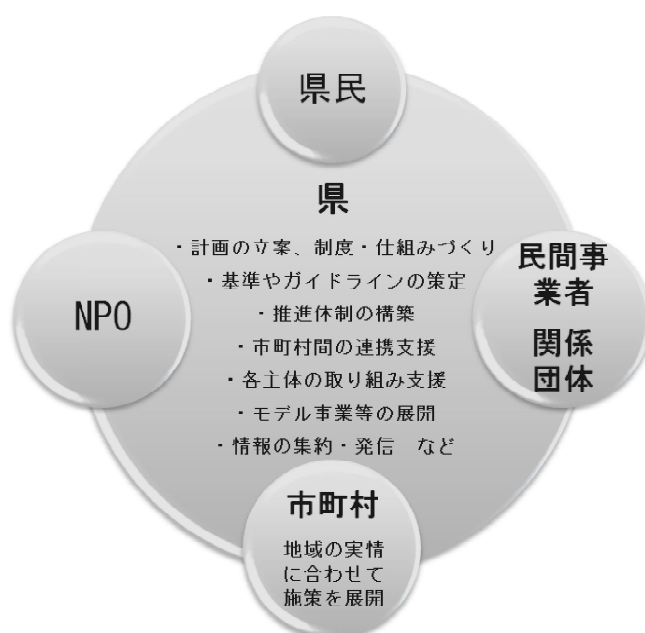 県民
県
・計画の立案、制度・仕組みづくり
・基準やガイドラインの策定
・推進休制の構築
・市町村間の連携支援
・各主体の取り組み支援
・モデル事業等の展開
・情報の集約・発信　など
NPO
民間事
業者
関係
団体
市町村
地域の実情
に合わせて
施策を展開